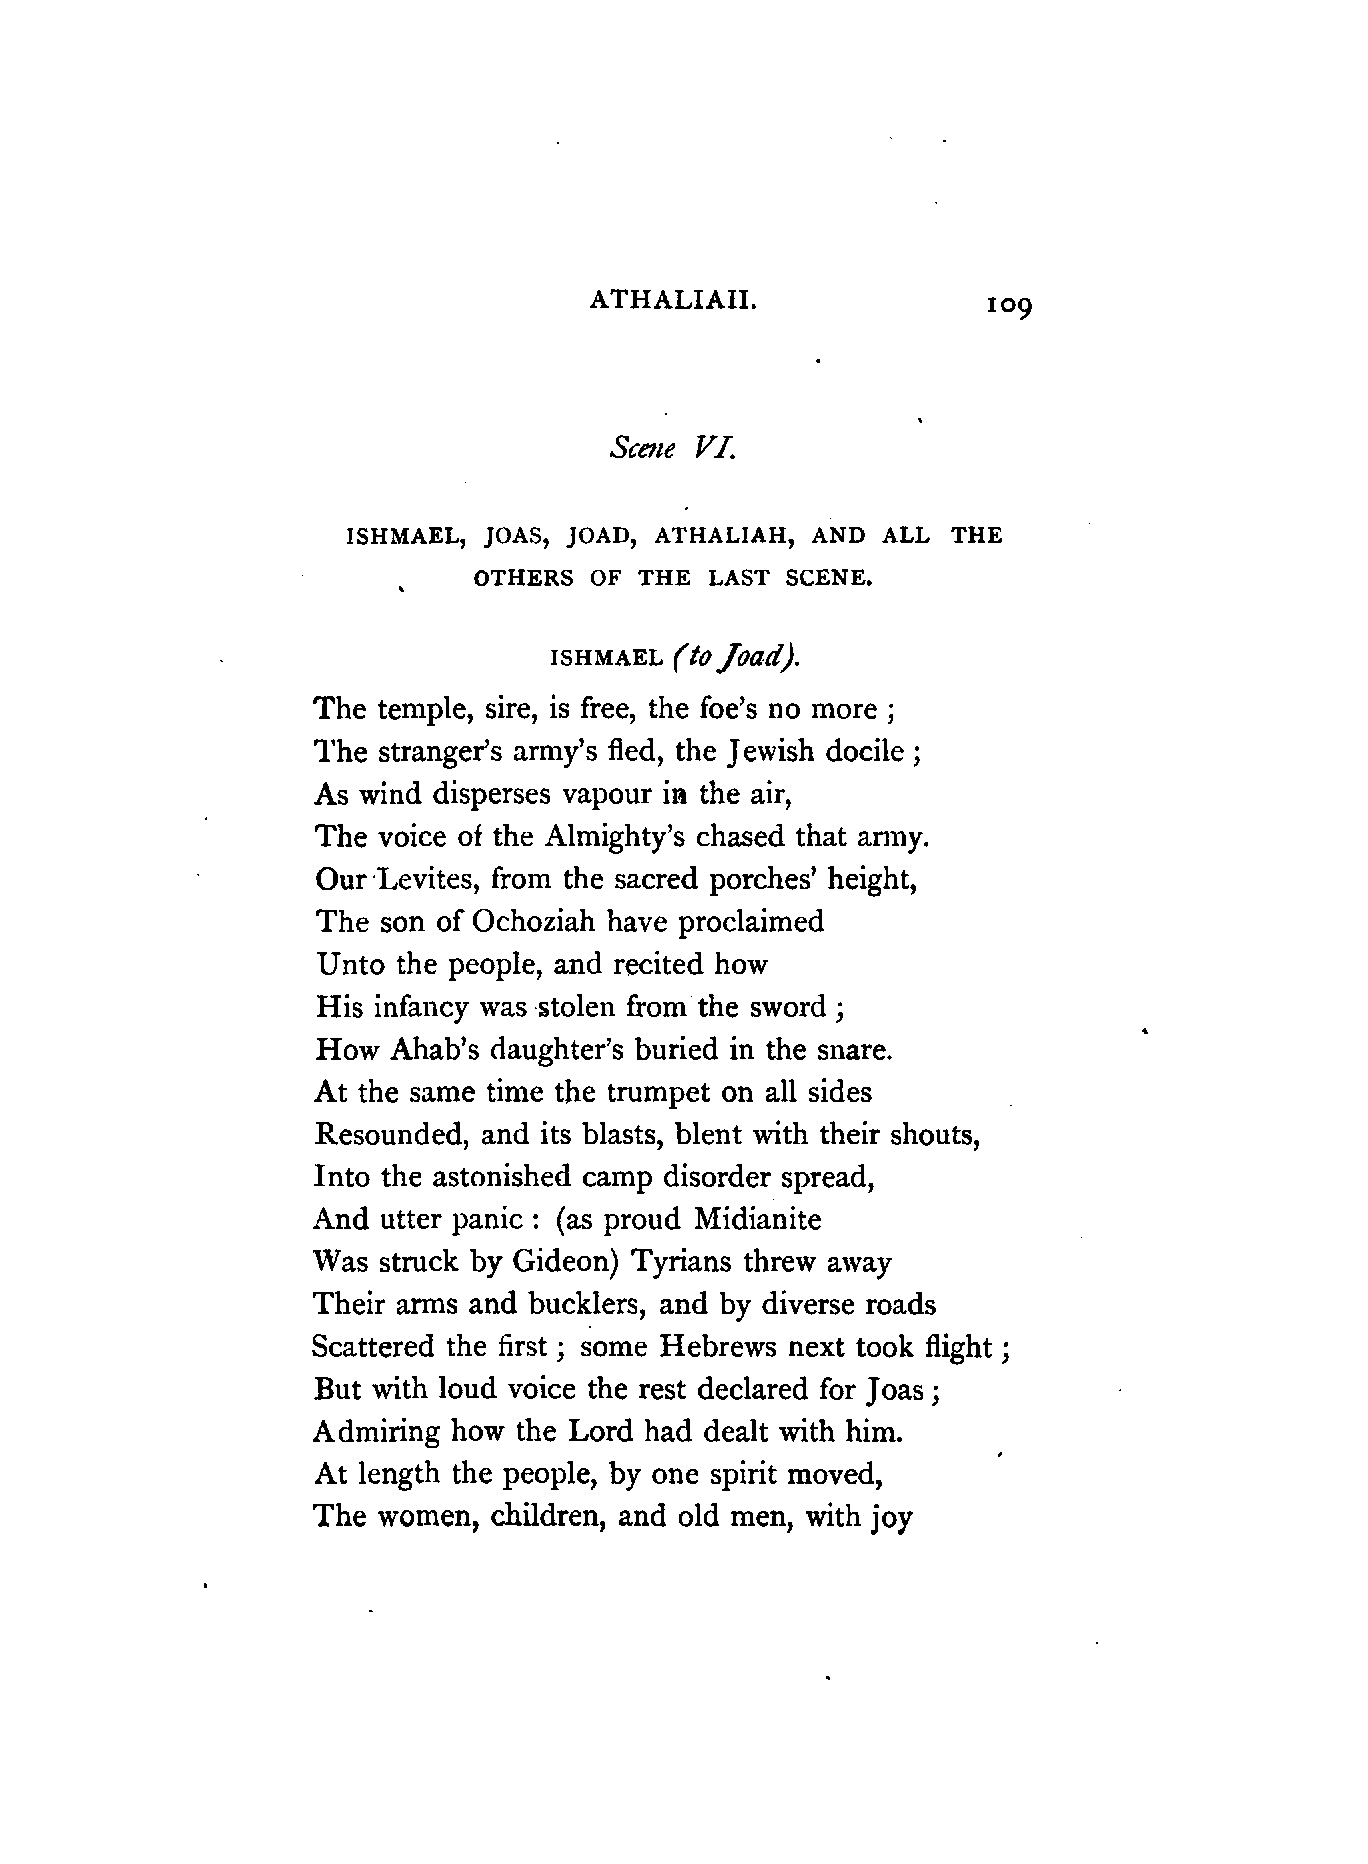 ATHALIAH. 109
Scene VI.
ISHMAEL, JOAS, JOAD, ATHALIAH, AND ALL THE
OTHERS OF THE LAST SCENE.
ISHMAEL (to Joad).
The temple, sire, is free, the foe's no more ;
The stranger's army's fled, the Jewish docile ;
As wind disperses vapour in the air,
The voice of the Almighty's chased that army.
Our Levites, from the sacred porches' height,
The son of Ochoziah have proclaimed
Unto the people, and recited how
His infancy was stolen from the sword ;
How Ahab's daughter's buried in the snare.
At the same time the trumpet on all sides
Resounded, and its blasts, blent with their shouts,
Into the astonished camp disorder spread,
And utter panic : (as proud Midianite
Was struck by Gideon) Tyrians threw away
Their arms and bucklers, and by diverse roads
Scattered the first ; some Hebrews next took flight ;
But with loud voice the rest declared for Joas ;
Admiring how the Lord had dealt with him.
At length the people, by one spirit moved,
The women, children, and old men, with joy